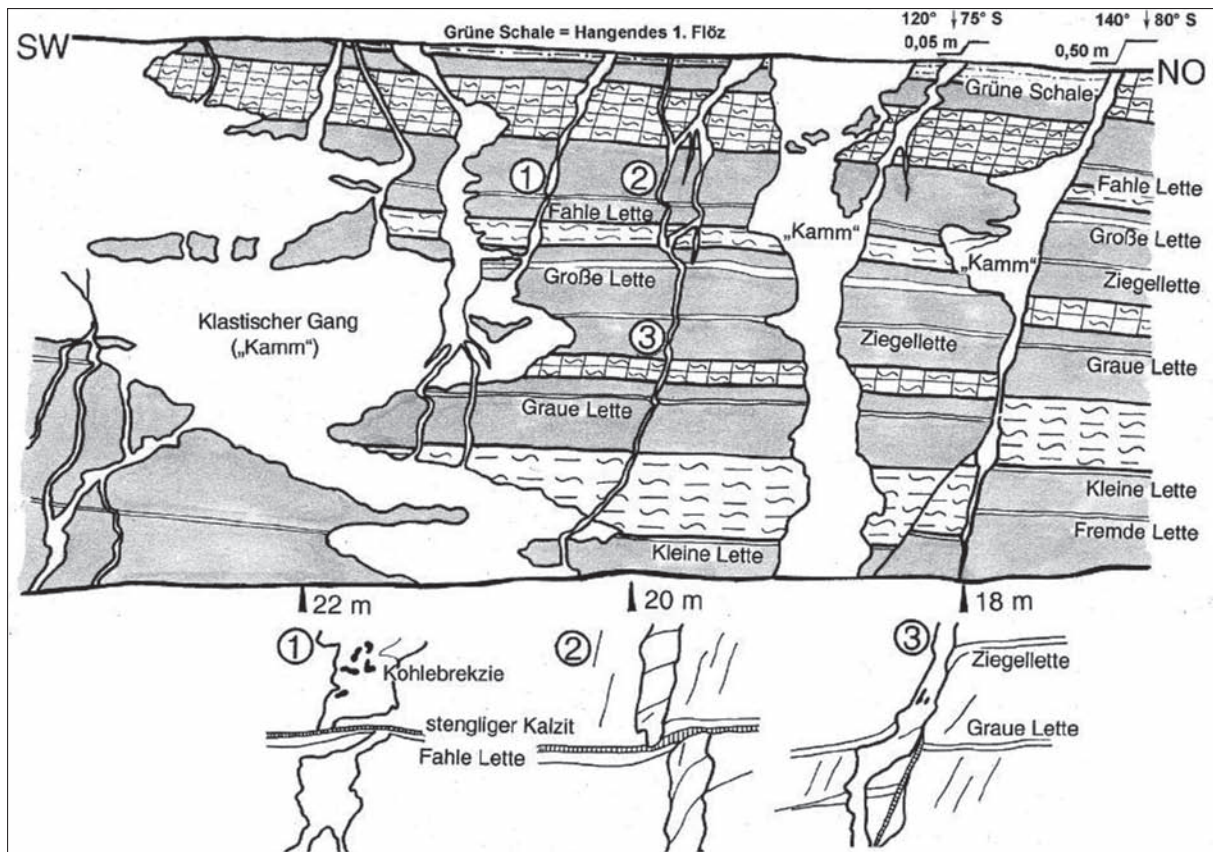 SW
Grüne Schale = Hangendes 1. Flöz
120° 75° S
0,05 m
140° 80° S
0,50 m
NO
Grüne Schale
1
2
Fahle Lette
Fahle Lette
„Kamm“
Große Lette
Große Lette
„Kamm“
Ziegellette
Klastischer Gang
(„Kamm“)
3
Ziegellette
Graue Lette
Graue Lette
Kleine Lette
Fremde Lette
Kleine Lette
22 m
20 m
18 m
1
Kohlebrekzie
stengliger Kalzit
Fahle Lette
2
3
Ziegellette
Graue Lette